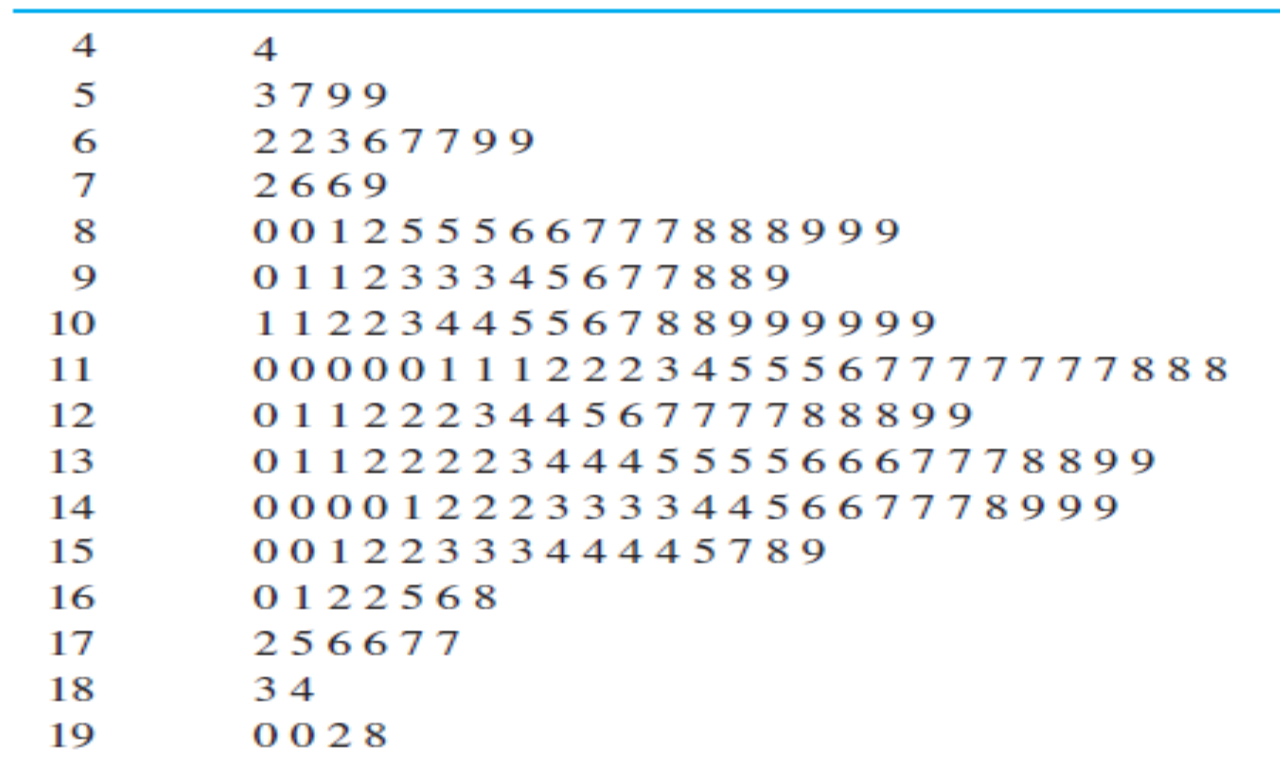 4 4
5 3 7 9 9
6 2 2 3 6 7 7 9 9
7 2 6 6 9
8 0 0 1 2 5 5 5 6 6 7 7 7 8 8 8 9 9 9
9 0 1 1 2 3 3 3 4 5 6 7 7 8 8 9
10 1 1 2 2 3 4 4 5 5 6 7 8 8 9 9 9 9 9 9
11 0 0 0 0 0 1 1 1 2 2 2 3 4 5 5 5 6 7 7 7 7 7 7 7 8 8 8
12 0 1 1 2 2 2 3 4 4 5 6 7 7 7 7 8 8 8 9 9
13 0 1 1 2 2 2 2 3 4 4 4 5 5 5 5 6 6 6 7 7 7 8 8 9 9
14 0 0 0 0 1 2 2 2 3 3 3 3 4 4 5 6 6 7 7 7 8 9 9 9
15 0 0 1 2 2 3 3 3 4 4 4 4 5 7 8 9
16 0 1 2 2 5 6 8
17 2 5 6 6 7 7
18 3 4
19 0 0 2 8